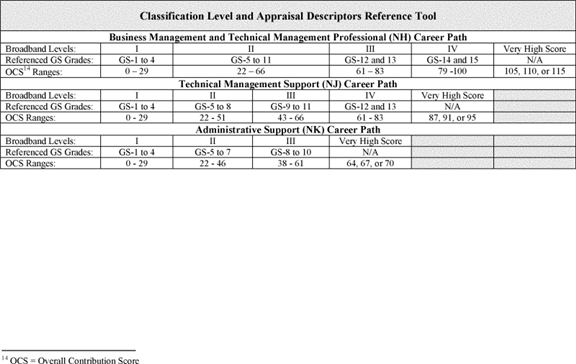 Classification Level and Appraisal Descriptors Reference Tool
Business Management and Technical Management Professional (NH) Career Path
Broadband Levels: I II III IV Very High Score
Referenced GS Grades: GS-1 to 4 GS-5 to 11 GS-12 and 13 GS-14 and 15 N/A
OCS14 Ranges: 0 – 29 22 – 66 61 – 83 79 -100 105, 110, or 115
Technical Management Support (NJ) Career Path
Broadband Levels: I II III IV Very High Score
Referenced GS Grades: GS-1 to 4 GS-5 to 8 GS-9 to 11 GS-12 and 13 N/A
OCS Ranges: 0 - 29 22 - 51 43 - 66 61 - 83 87, 91, or 95
Administrative Support (NK) Career Path
Broadband Levels: I II III Very High Score
Referenced GS Grades: GS-1 to 4 GS-5 to 7 GS-8 to 10 N/A
OCS Ranges: 0 - 29 22 - 46 38 - 61 64, 67, or 70
14 OCS = Overall Contribution Score